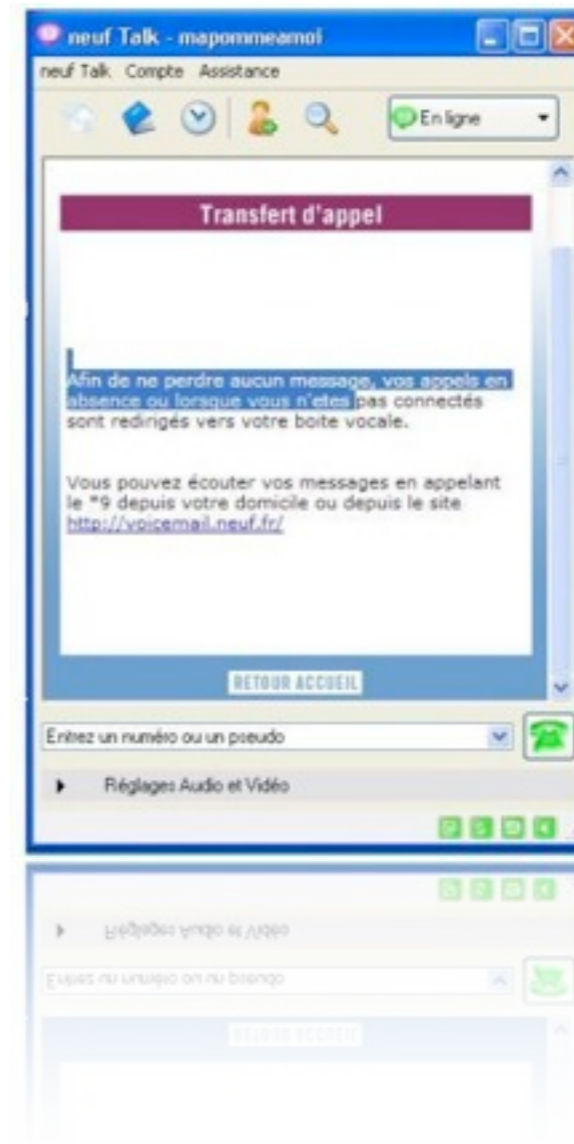 neuf Talk - mapommeamoi
neuf Talk Compte Assistance
En ligne
Transfert d'appel
Afin de ne perdre aucun message, vos appels en
absence ou lorsque vous n'etes pas connectés
sont redirigés vers votre boite vocale.
Vous pouvez écouter vos messages en appelant
le *9 depuis votre domicile ou depuis le site
http://voicemail.neuf.fr/
RETOUR ACCUEIL
Entrez un numéro ou un pseudo
Réglages Audio et Vidéo